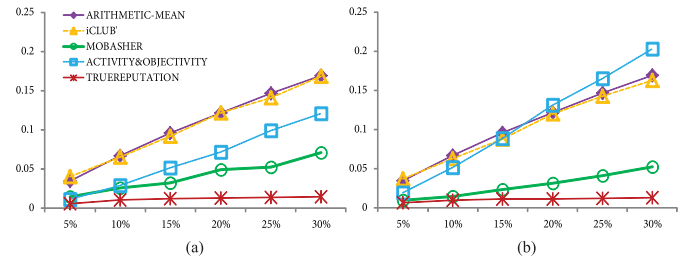 0.25
0.2
0.15
0.1
0.05
0
ARITHMETIC-MEAN
iCLUB'
MOBASHER
ACTIVITY&OBJECTIVITY
TRUEREPUTATION
5% 10% 15% 20% 25% 30%
(a)
0.25
0.2
0.15
0.1
0.05
0
5% 10% 15% 20% 25% 30%
(b)